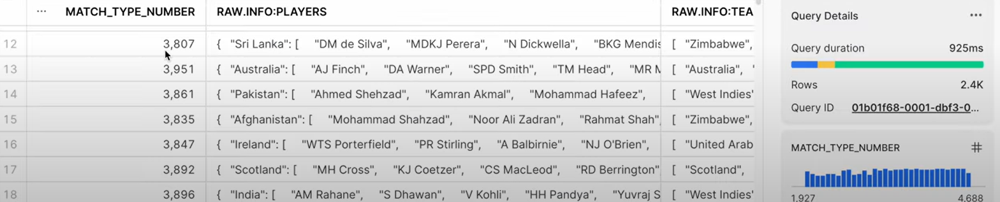 ··· MATCH_TYPE_NUMBER RAW.INFO:PLAYERS RAW.INFO:TEA
12 3,807 { "Sri Lanka": [ "DM de Silva", "MDKJ Perera", "N Dickwella", "BKG Mendis [ "Zimbabwe",
13 3,951 { "Australia": [ "AJ Finch", "DA Warner", "SPD Smith", "TM Head", "MR M [ "Australia", "
14 3,861 { "Pakistan": [ "Ahmed Shehzad", "Kamran Akmal", "Mohammad Hafeez", [ "West Indies"
15 3,835 { "Afghanistan": [ "Mohammad Shahzad", "Noor Ali Zadran", "Rahmat Shah", [ "Zimbabwe",
16 3,847 { "Ireland": [ "WTS Porterfield", "PR Stirling", "A Balbirnie", "NJ O'Brien", [ "United Arab
17 3,892 { "Scotland": [ "MH Cross", "KJ Coetzer", "CS MacLeod", "RD Berrington" [ "Scotland",
18 3,896 { "India": [ "AM Rahane", "S Dhawan", "V Kohli", "HH Pandya", "Yuvraj S [ "West Indies"
Query Details ···
Query duration 925ms
Rows 2.4K
Query ID 01b01f68-0001-dbf3-0...
MATCH_TYPE_NUMBER #
1,927 4,688